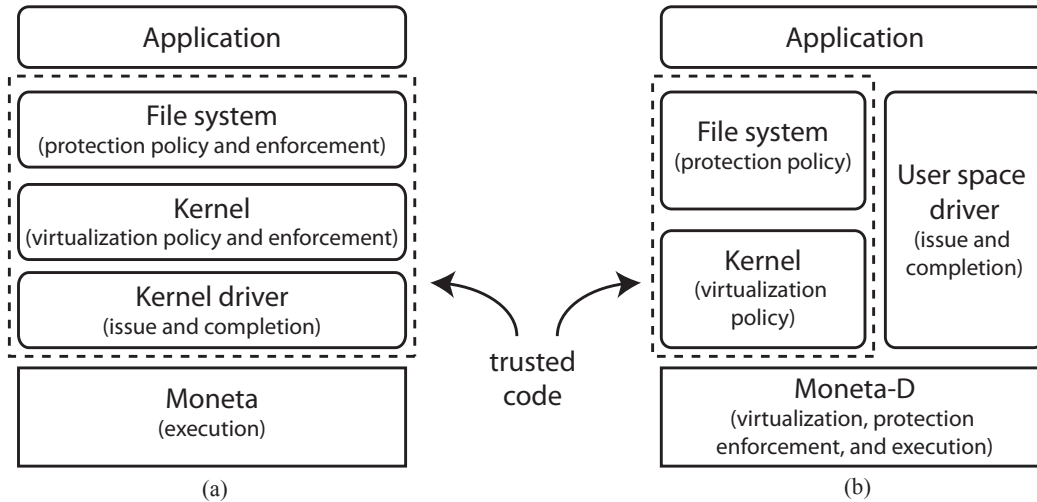 Application
File system
(protection policy and enforcement)
Kernel
(virtualization policy and enforcement)
Kernel driver
(issue and completion)
Moneta
(execution)
(a)
trusted
code
Application
File system
(protection policy)
Kernel
(virtualization
policy)
User space
driver
(issue and
completion)
Moneta-D
(virtualization, protection
enforcement, and execution)
(b)